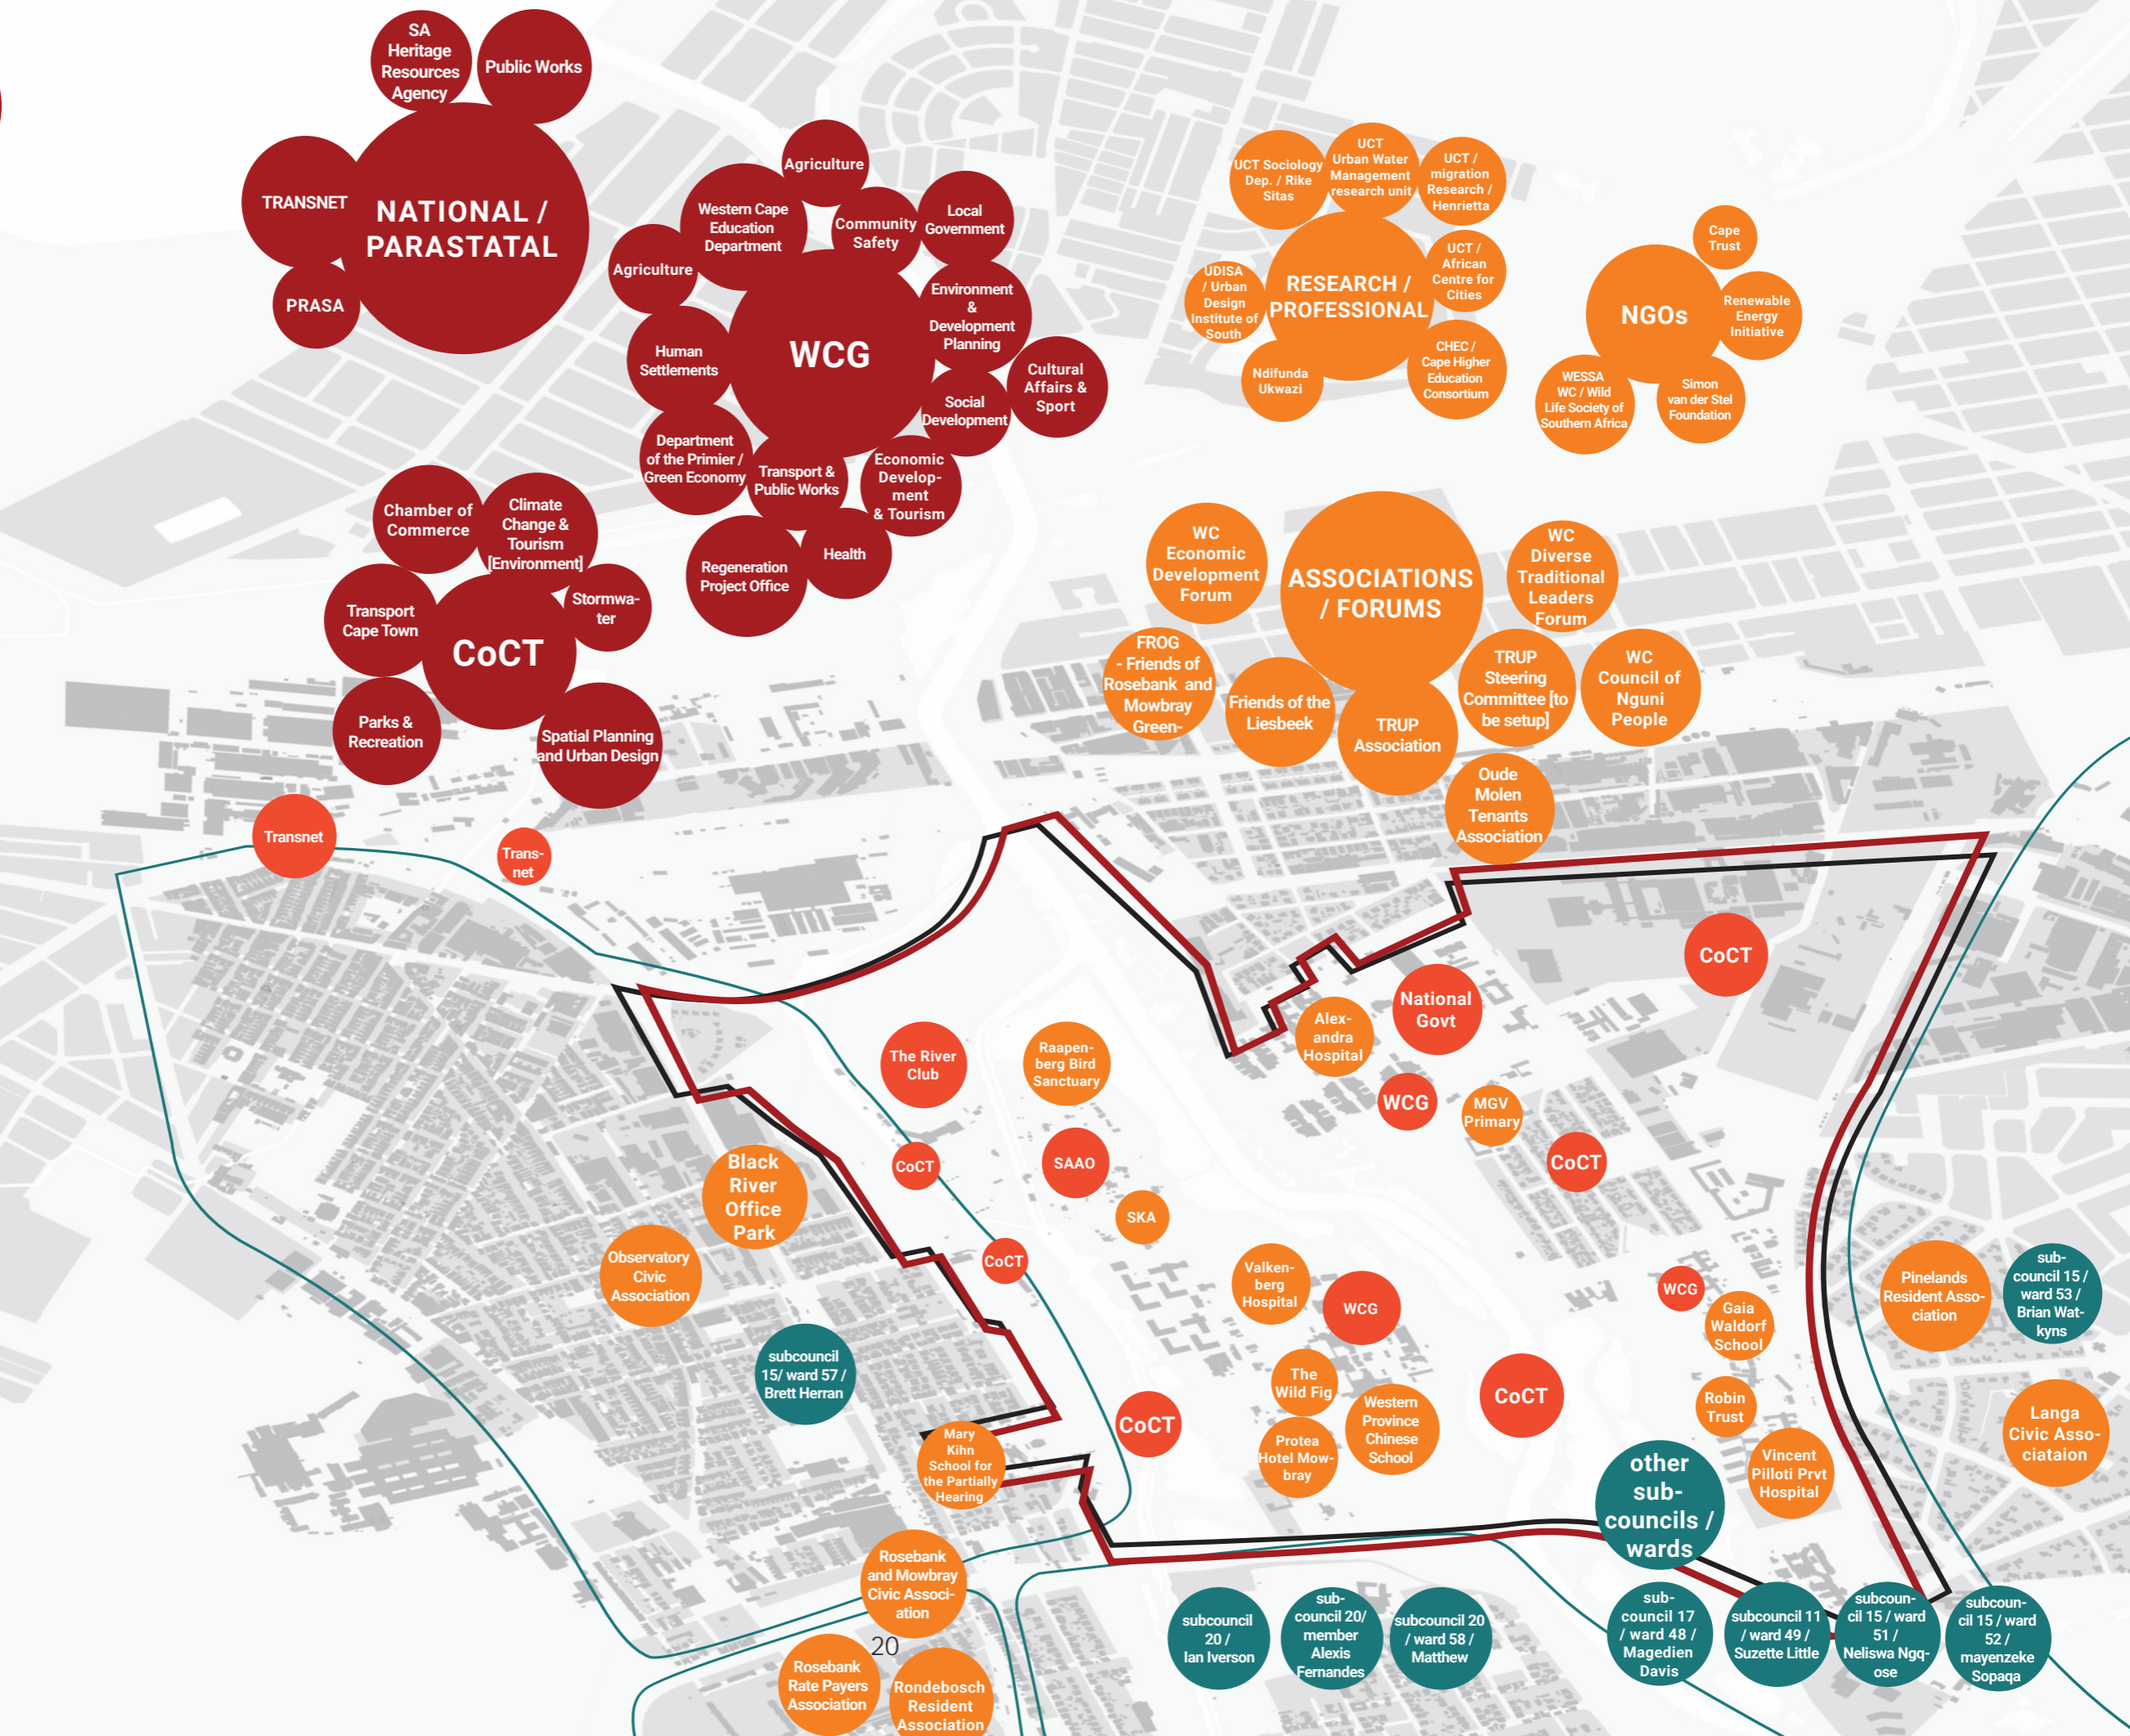 SA
Heritage
Resources
Agency
Public Works
TRANSNET
NATIONAL /
PARASTATAL
PRASA
Agriculture
Western Cape
Education
Department
Community
Safety
Local
Government
Agriculture
Environment
&
Development
Planning
Human
Settlements
WCG
Cultural
Affairs &
Sport
Social
Development
Department
of the Primier /
Green Economy
Transport &
Public Works
Economic
Develop-
ment
& Tourism
Regeneration
Project Office
Health
Chamber of
Commerce
Climate
Change &
Tourism
[Environment]
Stormwa-
ter
Transport
Cape Town
CoCT
Parks &
Recreation
Spatial Planning
and Urban Design
UCT Sociology
Dep. / Rike
Sitas
UCT
Urban Water
Management
research unit
UCT /
migration
Research /
Henrietta
UDISA
/ Urban
Design
Institute of
South
RESEARCH /
PROFESSIONAL
UCT /
African
Centre for
Cities
Ndifunda
Ukwazi
CHEC /
Cape Higher
Education
Consortium
Cape
Trust
NGOs
Renewable
Energy
Initiative
WESSA
WC / Wild
Life Society of
Southern Africa
Simon
van der Stel
Foundation
WC
Economic
Development
Forum
ASSOCIATIONS
/ FORUMS
WC
Diverse
Traditional
Leaders
Forum
FROG
- Friends of
Rosebank and
Mowbray
Green-
Friends of the
Liesbeek
TRUP
Association
TRUP
Steering
Committee [to
be setup]
WC
Council of
Nguni
People
Oude
Molen
Tenants
Association
Transnet
Trans-
net
CoCT
National
Govt
Alex-
andra
Hospital
The River
Club
Raapen-
berg Bird
Sanctuary
WCG
MGV
Primary
CoCT
SAAO
CoCT
Black
River
Office
Park
SKA
CoCT
Observatory
Civic
Association
Valken-
berg
Hospital
WCG
WCG
Gaia
Waldorf
School
Pinelands
Resident Asso-
ciation
sub-
council 15 /
ward 53 /
Brian Wat-
kyns
subcouncil
15/ ward 57 /
Brett Herran
The
Wild Fig
CoCT
Robin
Trust
CoCT
Western
Province
Chinese
School
Langa
Civic Asso-
ciataion
Mary
Kihn
School for
the Partially
Hearing
Protea
Hotel Mow-
bray
Vincent
Pilloti Prvt
Hospital
other
sub-
councils /
wards
Rosebank
and Mowbray
Civic Associ-
ation
20
subcouncil
20 /
Ian Iverson
sub-
council 20/
member
Alexis
Fernandes
subcouncil 20
/ ward 58 /
Matthew
sub-
council 17
/ ward 48 /
Magedien
Davis
subcouncil 11
/ ward 49 /
Suzette Little
subcoun-
cil 15 / ward
51 /
Neliswa Ngq-
ose
subcoun-
cil 15 / ward
52 /
mayenzeke
Sopaqa
Rosebank
Rate Payers
Association
Rondebosch
Resident
Association